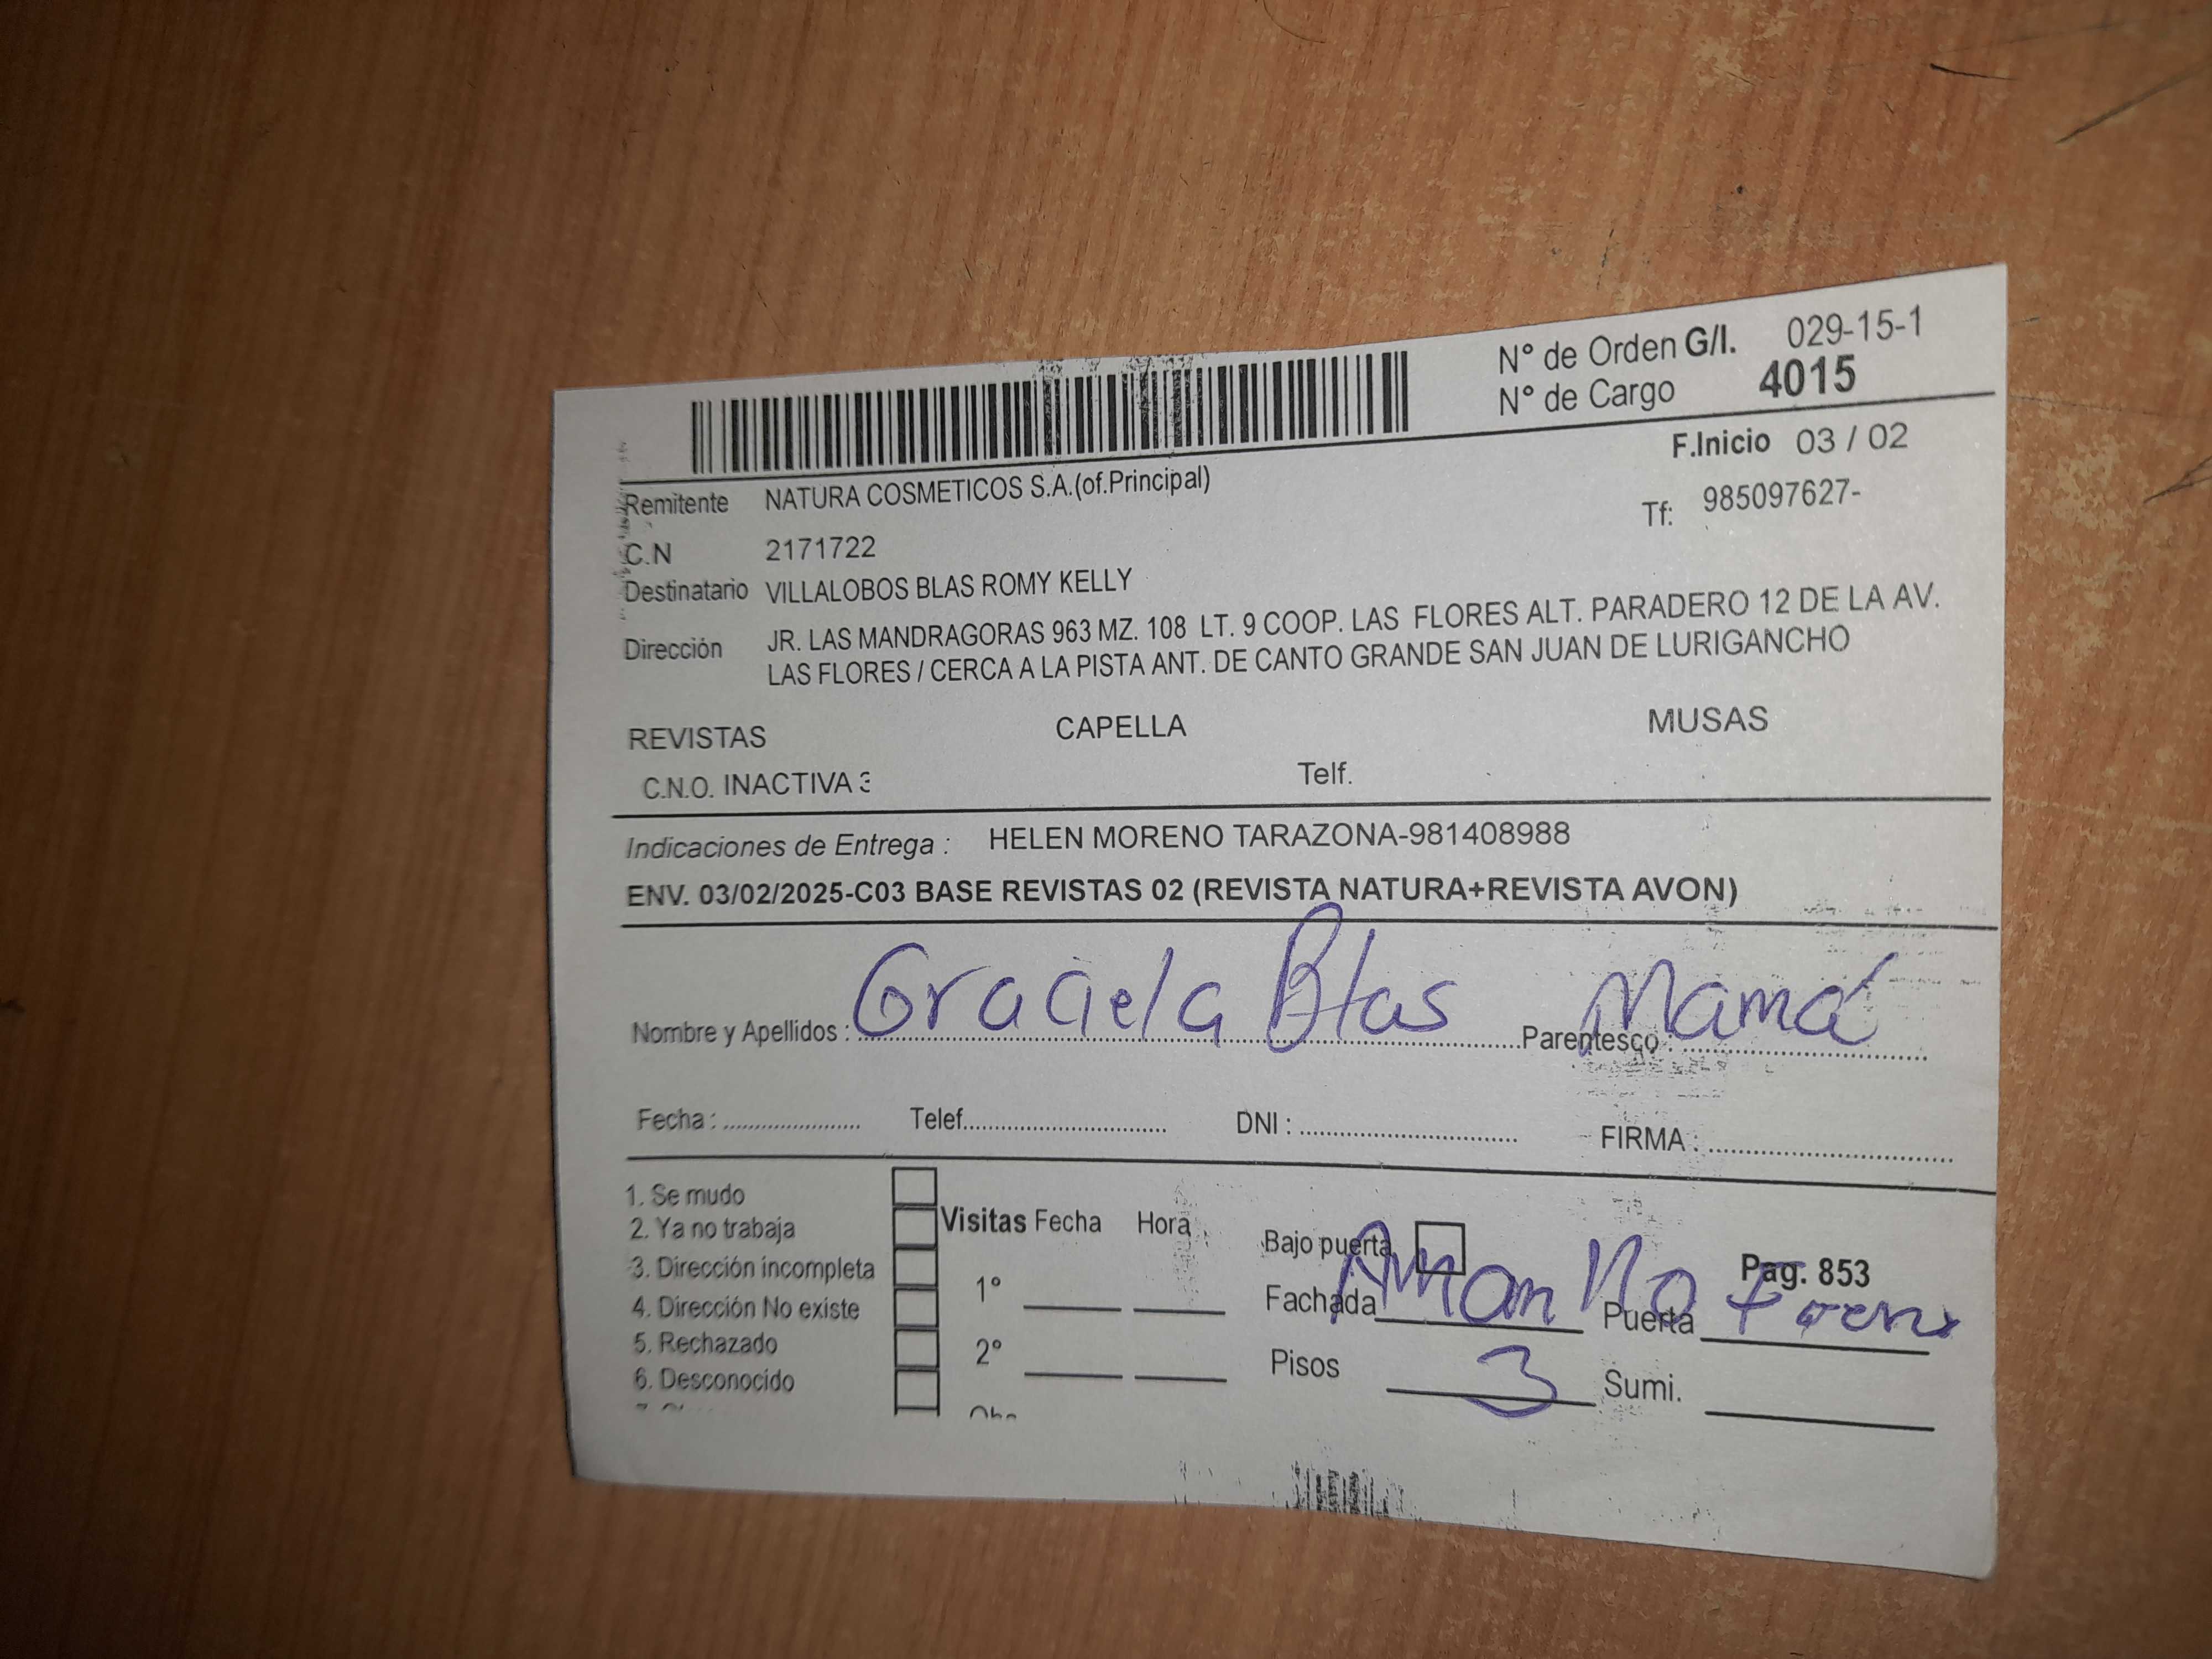 N° de Orden G/I. 029-15-1
N° de Cargo 4015
F.Inicio 03 / 02
Remitente NATURA COSMETICOS S.A.(of.Principal)
Tf: 985097627-
C.N 2171722
Destinatario VILLALOBOS BLAS ROMY KELLY
Dirección JR. LAS MANDRAGORAS 963 MZ. 108 LT. 9 COOP. LAS FLORES ALT. PARADERO 12 DE LA AV.
LAS FLORES / CERCA A LA PISTA ANT. DE CANTO GRANDE SAN JUAN DE LURIGANCHO
REVISTAS CAPELLA MUSAS
C.N.O. INACTIVA 3 Telf.
Indicaciones de Entrega : HELEN MORENO TARAZONA-981408988
ENV. 03/02/2025-C03 BASE REVISTAS 02 (REVISTA NATURA+REVISTA AVON)
Nombre y Apellidos : Graciela Blas Parentesco : Mamá
Fecha : Telef. DNI : FIRMA :
1. Se mudo
2. Ya no trabaja
3. Dirección incompleta
4. Dirección No existe
5. Rechazado
6. Desconocido
Visitas Fecha Hora
1°
2°
Bajo puerta Pag. 853
Fachada Puerta
Pisos 3 Sumi.